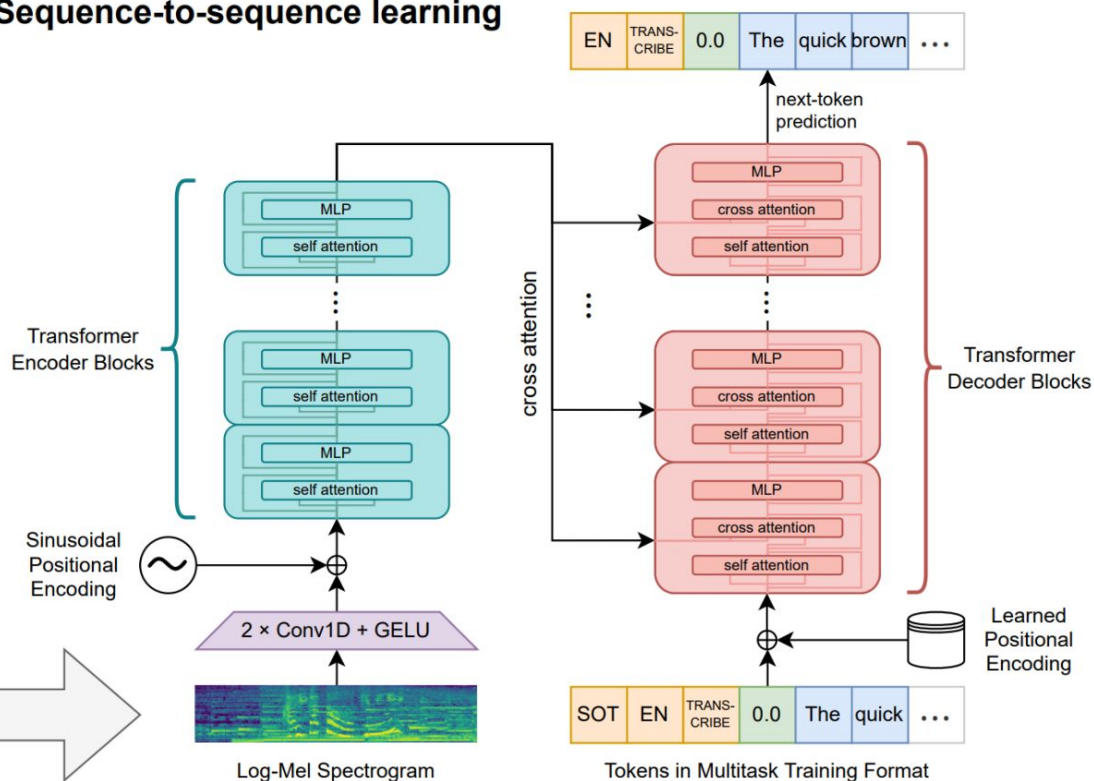 Sequence-to-sequence learning
EN
TRANS-
CRIBE
0.0
The
quick
brown
...
next-token
prediction
MLP
self attention
MLP
self attention
MLP
self attention
Transformer
Encoder Blocks
cross attention
MLP
cross attention
self attention
MLP
cross attention
self attention
MLP
cross attention
self attention
Transformer
Decoder Blocks
Sinusoidal
Positional
Encoding
2 × Conv1D + GELU
Learned
Positional
Encoding
SOT
EN
TRANS-
CRIBE
0.0
The
quick
...
Log-Mel Spectrogram
Tokens in Multitask Training Format